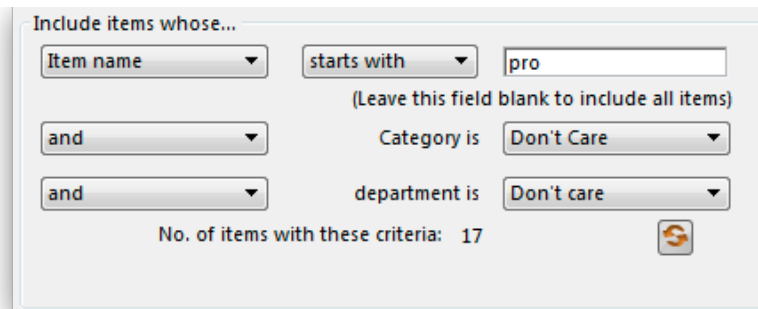 Include items whose...
Item name starts with pro
(Leave this field blank to include all items)
and Category is Don't Care
and department is Don't care
No. of items with these criteria: 17